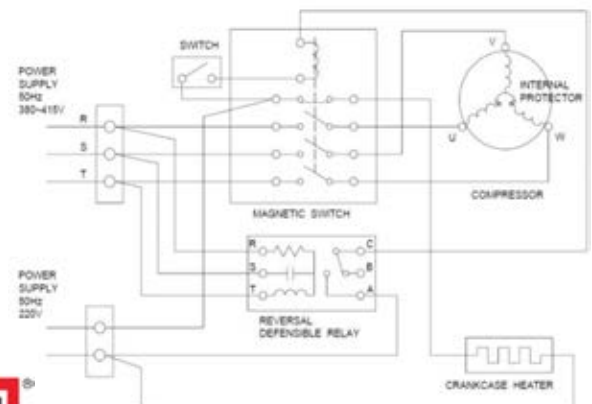 SWITCH
POWER
SUPPLY
50Hz
380~415V
R
S
T
V
INTERNAL
PROTECTOR
U
W
COMPRESSOR
MAGNETIC SWITCH
R
S
T
C
B
A
REVERSAL
DEFENSIBLE RELAY
POWER
SUPPLY
50Hz
220V
CRANKCASE HEATER
®